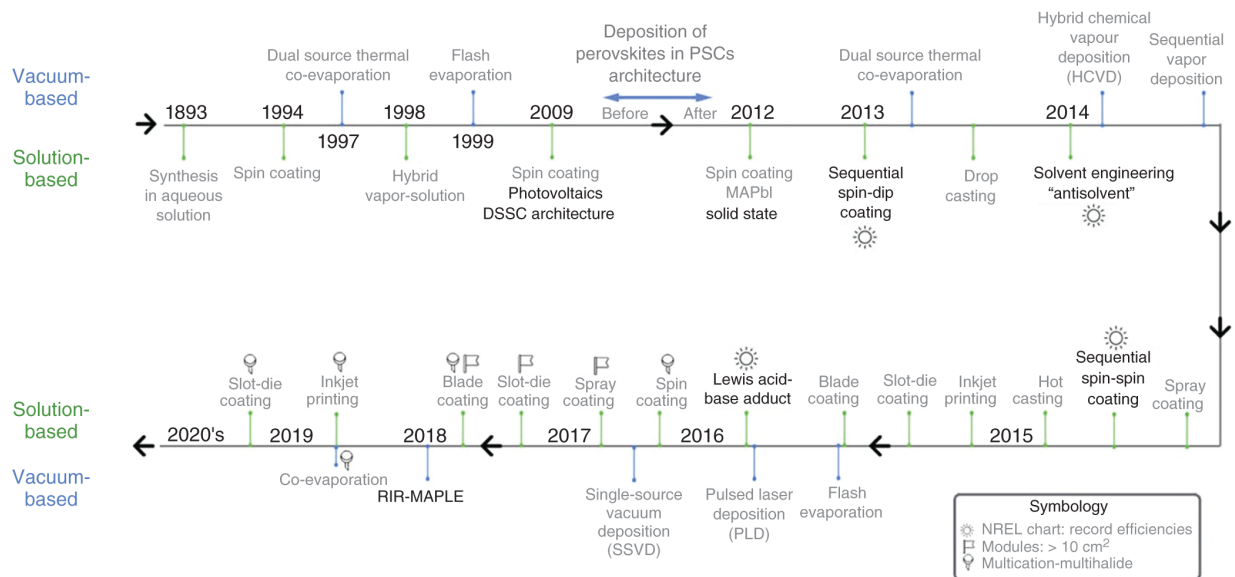 Vacuum-
based
Solution-
based
Deposition of
perovskites in PSCs
architecture
Before
After
1893
Synthesis
in aqueous
solution
1994
Spin coating
Dual source thermal
co-evaporation
1997
1998
Hybrid
vapor-solution
Flash
evaporation
1999
2009
Spin coating
Photovoltaics
DSSC architecture
2012
Spin coating
MAPbI
solid state
2013
Sequential
spin-dip
coating
Dual source thermal
co-evaporation
Drop
casting
2014
Solvent engineering
“antisolvent”
Hybrid chemical
vapour
deposition
(HCVD)
Sequential
vapor
deposition
Spray
coating
Sequential
spin-spin
coating
2015
Hot
casting
Inkjet
printing
Slot-die
coating
Blade
coating
Flash
evaporation
Lewis acid-
base adduct
Pulsed laser
deposition
(PLD)
2016
Spin
coating
Single-source
vacuum
deposition
(SSVD)
Spray
coating
2017
Slot-die
coating
Blade
coating
2018
RIR-MAPLE
Inkjet
printing
Co-evaporation
2019
Slot-die
coating
2020's
Solution-
based
Vacuum-
based
Symbology
NREL chart: record efficiencies
Modules: > 10 cm²
Multication-multihalide